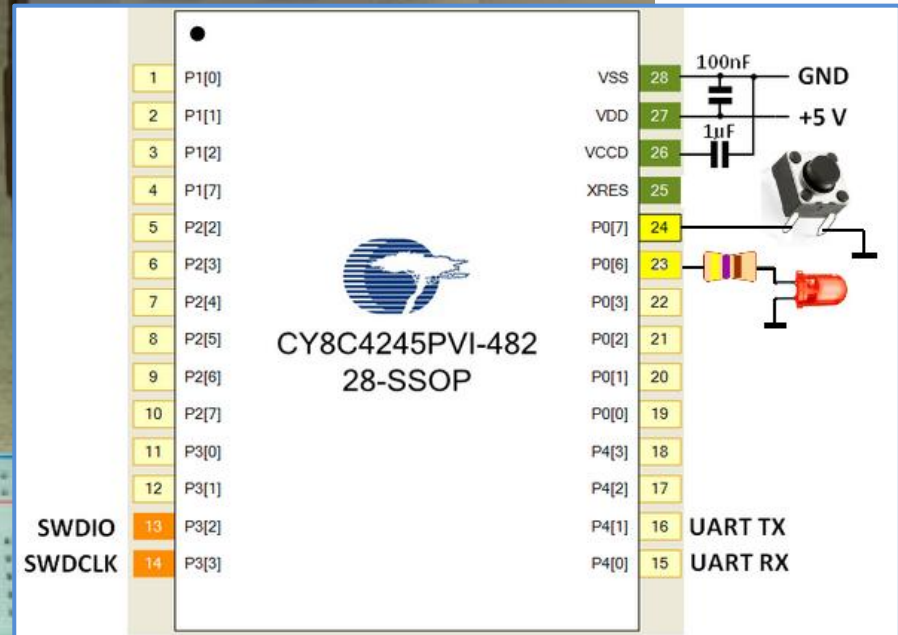 100nF
1 P1[0] VSS 28 GND
2 P1[1] VDD 27 +5 V
1µF
3 P1[2] VCCD 26
4 P1[7] XRES 25
5 P2[2] P0[7] 24
6 P2[3] P0[6] 23
7 P2[4] P0[3] 22
8 P2[5] P0[2] 21
CY8C4245PVI-482
28-SSOP
9 P2[6] P0[1] 20
10 P2[7] P0[0] 19
11 P3[0] P4[3] 18
12 P3[1] P4[2] 17
SWDIO 13 P3[2] P4[1] 16 UART TX
SWDCLK 14 P3[3] P4[0] 15 UART RX